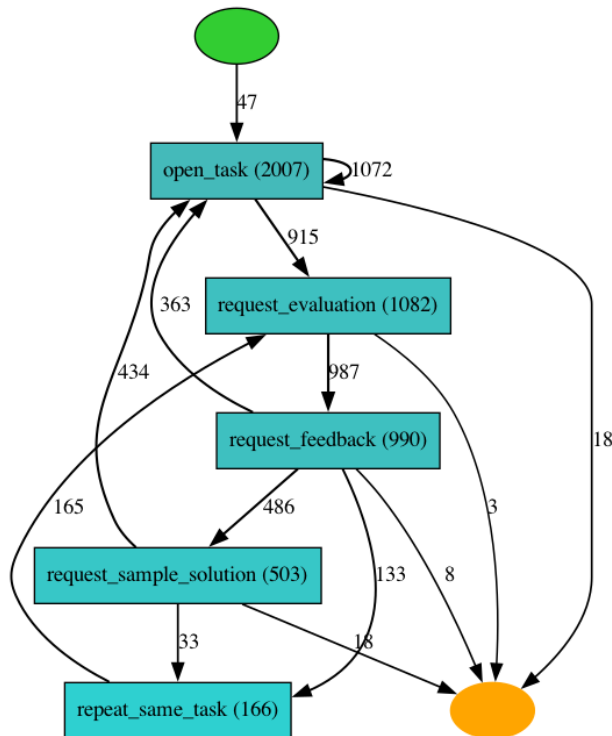 47
open_task (2007)
1072
915
request_evaluation (1082)
363
434
987
request_feedback (990)
18
165
486
3
133
8
request_sample_solution (503)
33
18
repeat_same_task (166)